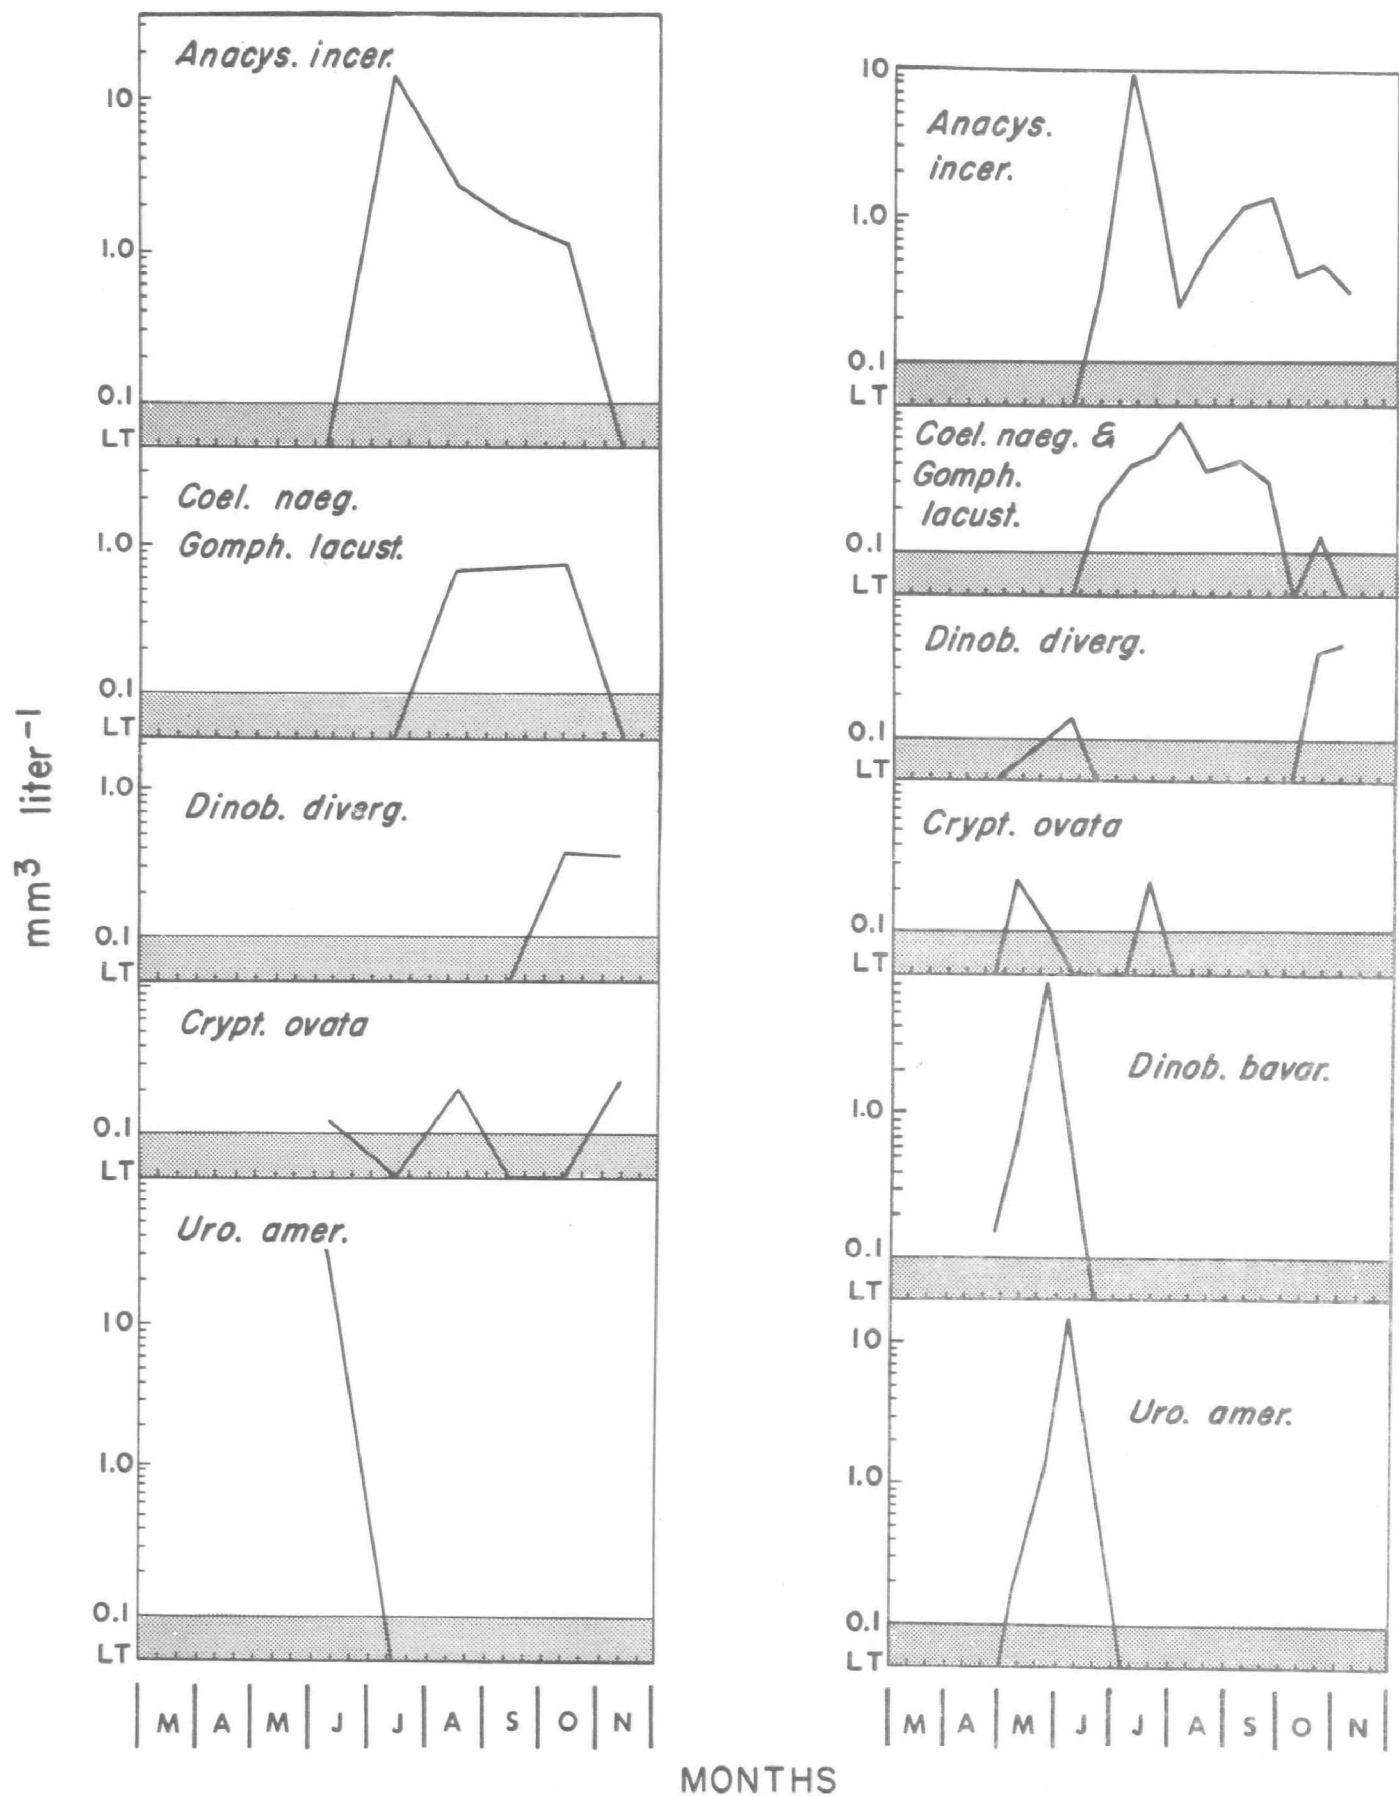 mm³ liter⁻¹
Anacys. incer.
10
1.0
0.1
LT
Coel. naeg.
Gomph. lacust.
1.0
0.1
LT
Dinob. diverg.
1.0
0.1
LT
Crypt. ovata
0.1
LT
Uro. amer.
10
1.0
0.1
LT
M A M J J A S O N
10
Anacys.
incer.
1.0
0.1
LT
Coel. naeg. &
Gomph.
lacust.
0.1
LT
Dinob. diverg.
0.1
LT
Crypt. ovata
0.1
LT
Dinob. bavar.
1.0
0.1
LT
10
Uro. amer.
1.0
0.1
LT
M A M J J A S O N
MONTHS